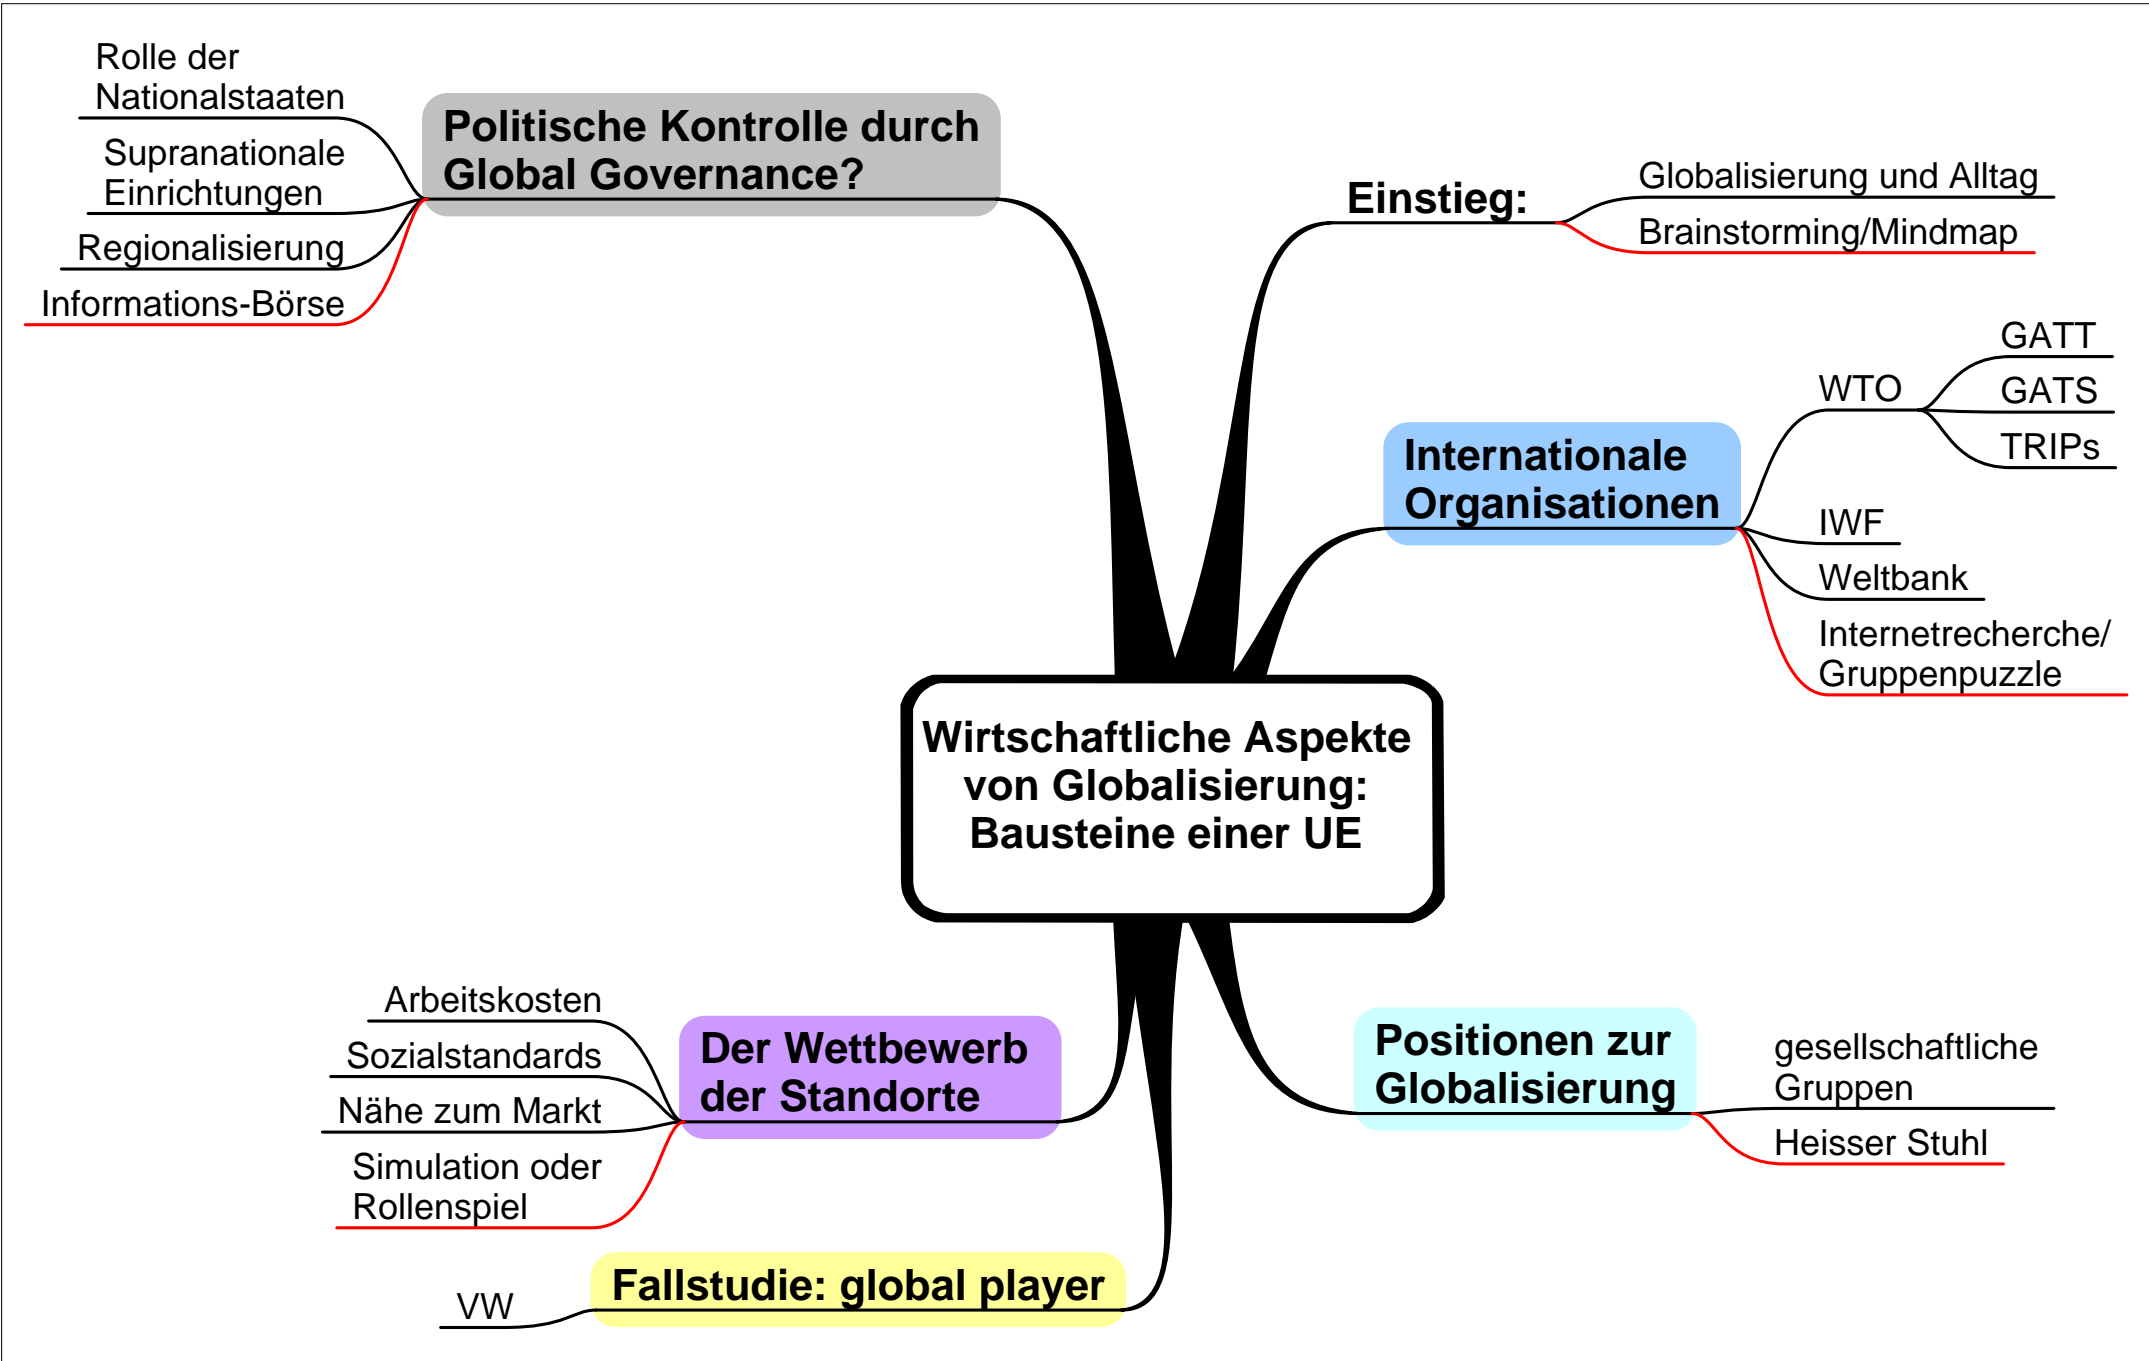 Rolle der
Nationalstaaten
Supranationale
Einrichtungen
Regionalisierung
Informations-Börse
Politische Kontrolle durch
Global Governance?
Einstieg:
Globalisierung und Alltag
Brainstorming/Mindmap
Internationale
Organisationen
WTO
GATT
GATS
TRIPs
IWF
Weltbank
Internetrecherche/
Gruppenpuzzle
Wirtschaftliche Aspekte
von Globalisierung:
Bausteine einer UE
Positionen zur
Globalisierung
gesellschaftliche
Gruppen
Heisser Stuhl
Arbeitskosten
Sozialstandards
Nähe zum Markt
Simulation oder
Rollenspiel
Der Wettbewerb
der Standorte
Fallstudie: global player
VW